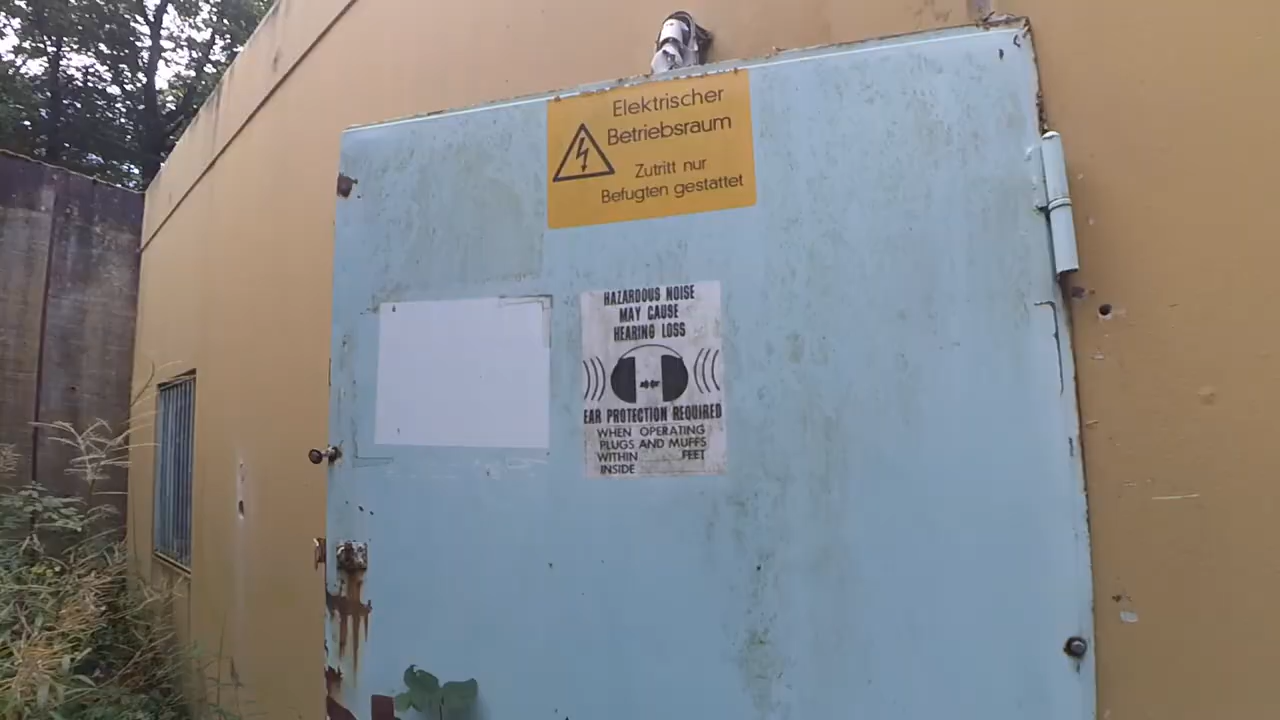 Elektrischer
Betriebsraum
Zutritt nur
Befugten gestattet
HAZARDOUS NOISE
MAY CAUSE
HEARING LOSS
EAR PROTECTION REQUIRED
WHEN OPERATING
PLUGS AND MUFFS
WITHIN FEET
INSIDE